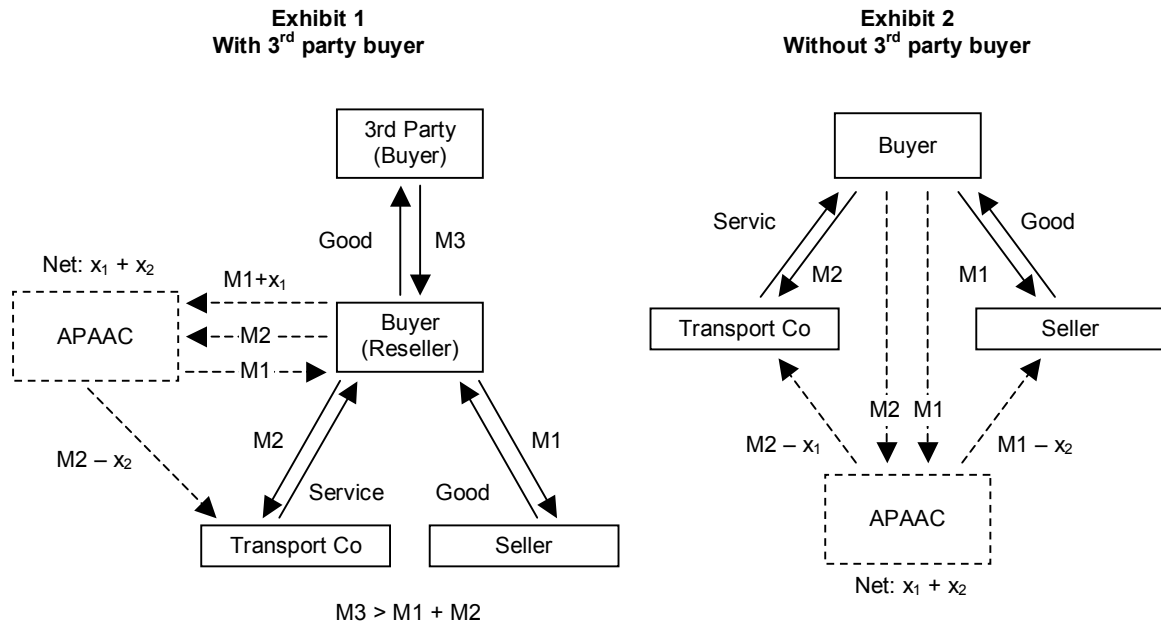 Exhibit 1
With 3rd party buyer
3rd Party
(Buyer)
Good
M3
Net: x1 + x2
M1+x1
APAAC
M2
M1
Buyer
(Reseller)
M2 – x2
M2
Service
Good
M1
Transport Co
Seller
M3 > M1 + M2
Exhibit 2
Without 3rd party buyer
Buyer
Servic
M2
Good
M1
Transport Co
Seller
M2
M1
M2 – x1
M1 – x2
APAAC
Net: x1 + x2